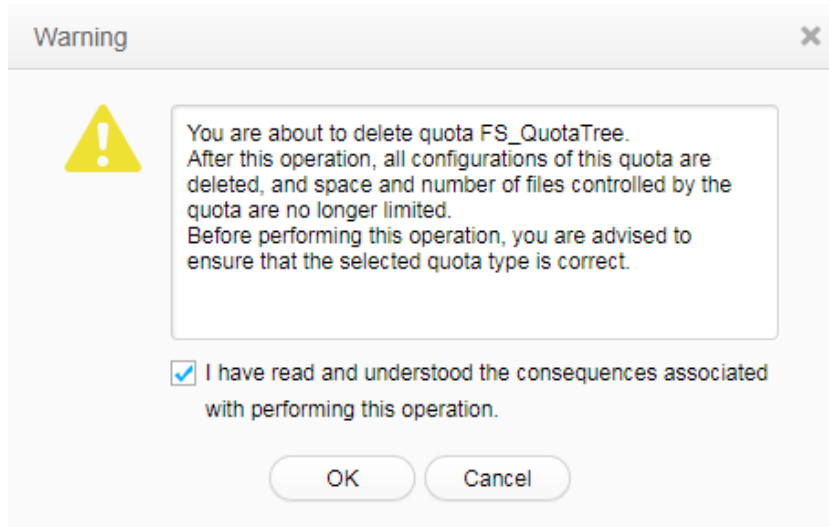 Warning
You are about to delete quota FS_QuotaTree.
After this operation, all configurations of this quota are
deleted, and space and number of files controlled by the
quota are no longer limited.
Before performing this operation, you are advised to
ensure that the selected quota type is correct.
I have read and understood the consequences associated
with performing this operation.
OK Cancel